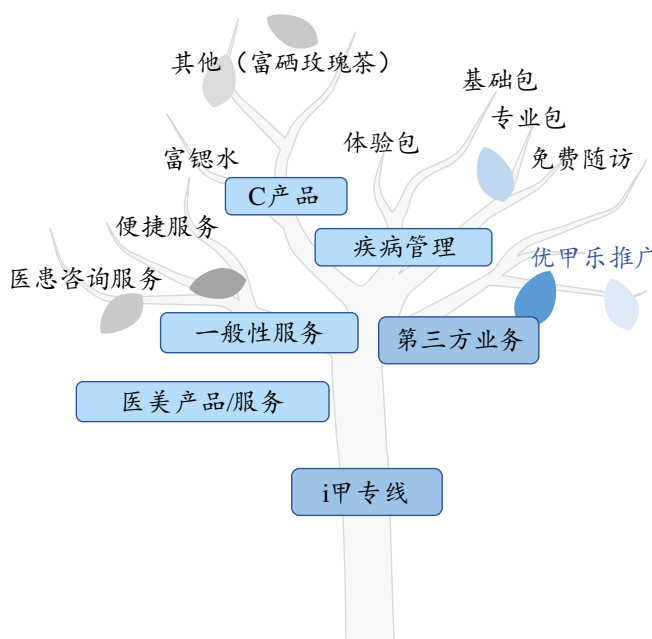 其他（富硒玫瑰茶）
基础包
专业包
体验包
免费随访
富锶水
C产品
便捷服务
疾病管理
优甲乐推广
医患咨询服务
一般性服务
第三方业务
医美产品/服务
i甲专线